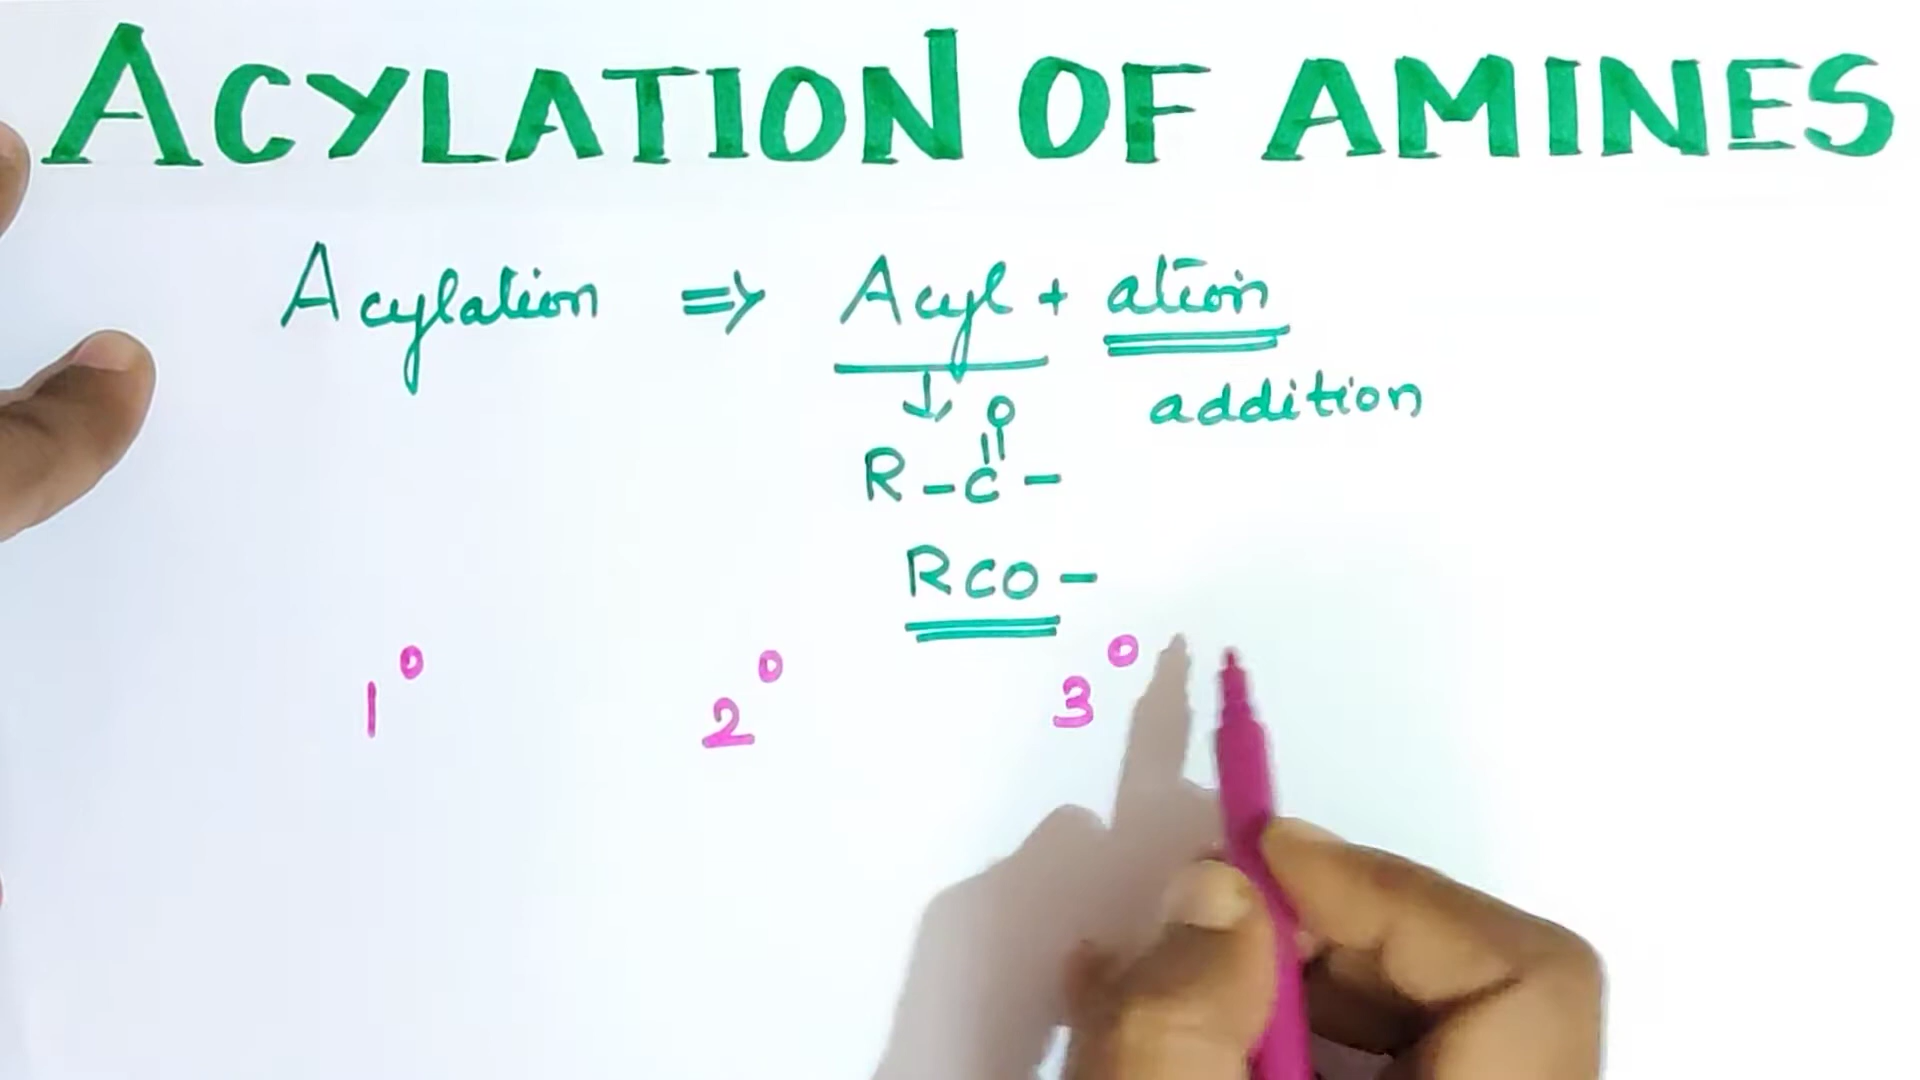 ACYLATION OF AMINES
Acylation => Acyl + ation
addition
O
R-C-
RCO-
1° 2° 3°